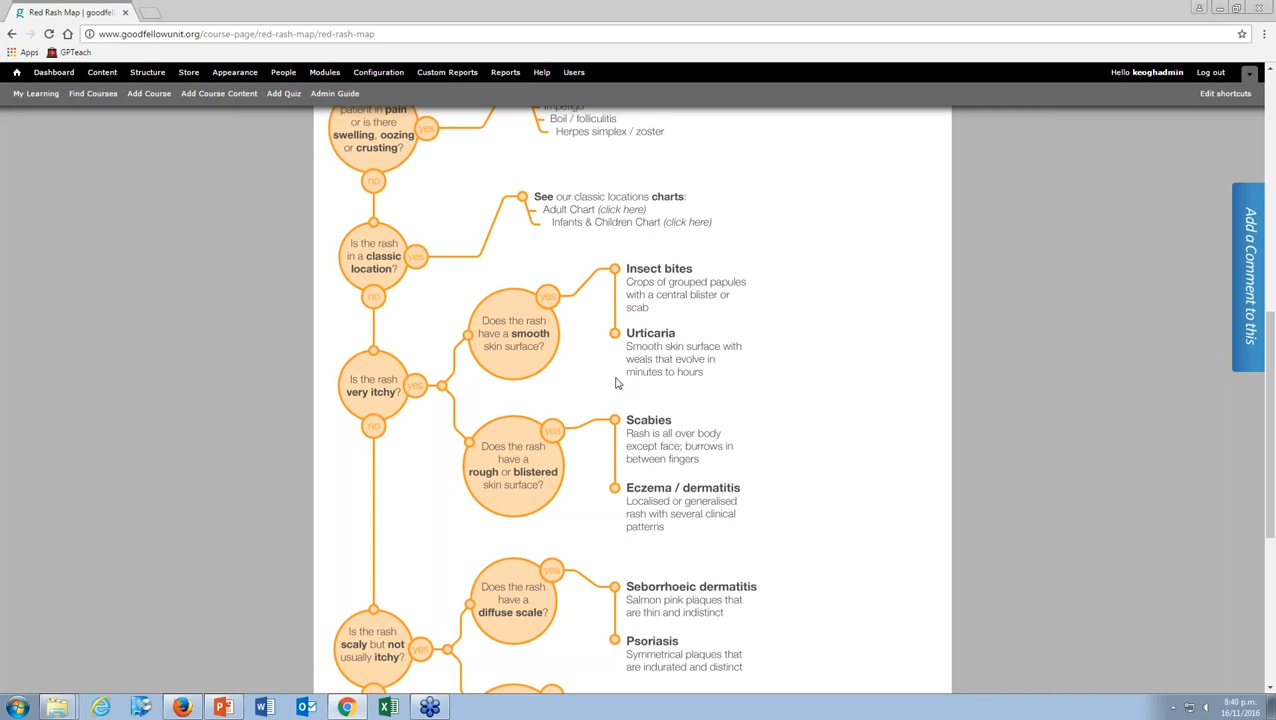 Red Rash Map | goodfell
www.goodfellowunit.org/course-page/red-rash-map/red-rash-map
Apps
GPTeach
Dashboard
Content
Structure
Store
Appearance
People
Modules
Configuration
Custom Reports
Reports
Help
Users
Hello keoghadmin
Log out
My Learning
Find Courses
Add Course
Add Course Content
Add Quiz
Admin Guide
Edit shortcuts
patient in pain
or is there
swelling, oozing
or crusting?
yes
Impetigo
Boil / folliculitis
Herpes simplex / zoster
no
See our classic locations charts:
Adult Chart (click here)
Infants & Children Chart (click here)
Is the rash
in a classic
location?
yes
no
Does the rash
have a smooth
skin surface?
yes
Insect bites
Crops of grouped papules
with a central blister or
scab
Urticaria
Smooth skin surface with
weals that evolve in
minutes to hours
Is the rash
very itchy?
yes
no
Does the rash
have a
rough or blistered
skin surface?
yes
Scabies
Rash is all over body
except face; burrows in
between fingers
Eczema / dermatitis
Localised or generalised
rash with several clinical
patterns
Does the rash
have a
diffuse scale?
yes
Seborrhoeic dermatitis
Salmon pink plaques that
are thin and indistinct
Psoriasis
Symmetrical plaques that
are indurated and distinct
Is the rash
scaly but not
usually itchy?
yes
Add a Comment to this
8:40 p.m.
16/11/2016